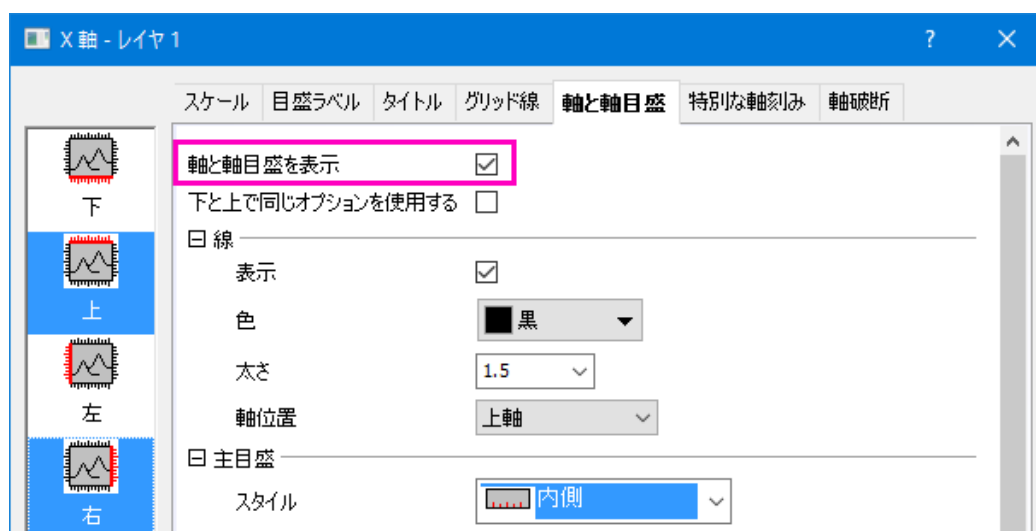 X 軸 - レイヤ 1 ?
スケール 目盛ラベル タイトル グリッド線 軸と軸目盛 特別な軸刻み 軸破断
下
上
左
右
軸と軸目盛を表示
下と上で同じオプションを使用する
線
表示
色 黒
太さ 1.5
軸位置 上軸
主目盛
スタイル 内側